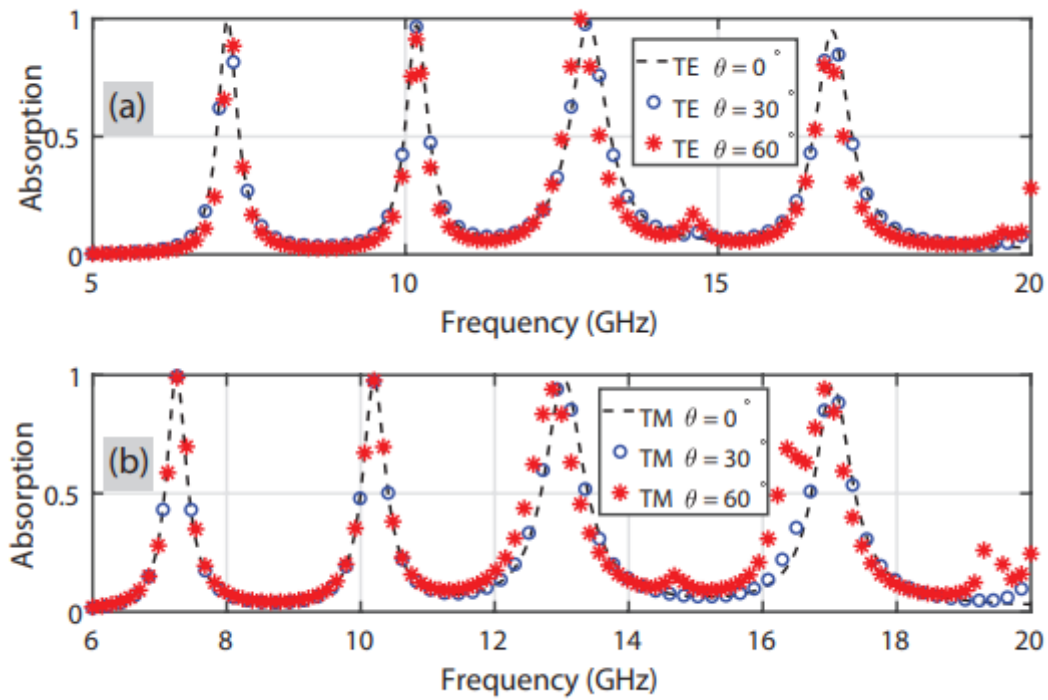 1
0.5
0
Absorption
(a)
TE θ = 0°
TE θ = 30°
TE θ = 60°
5
10
15
20
Frequency (GHz)
1
0.5
0
Absorption
(b)
TM θ = 0°
TM θ = 30°
TM θ = 60°
6
8
10
12
14
16
18
20
Frequency (GHz)